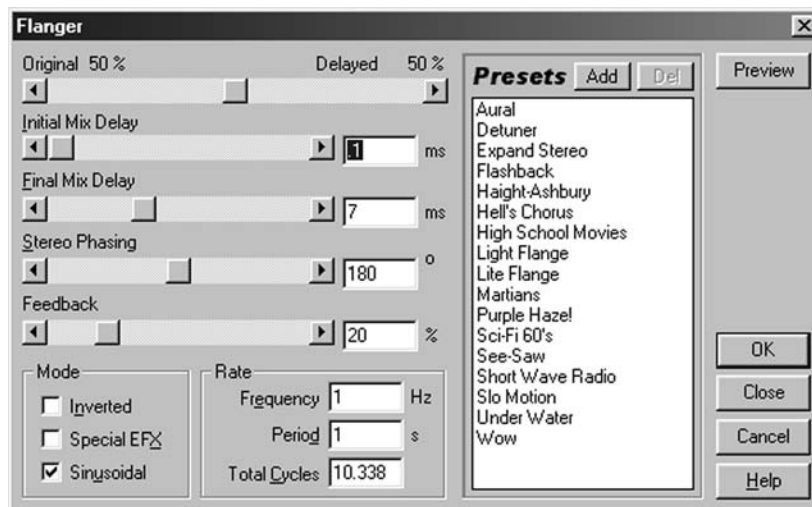 Flanger
Original 50 %
Delayed 50 %
Initial Mix Delay
.1 ms
Final Mix Delay
7 ms
Stereo Phasing
180 °
Feedback
20 %
Mode
Inverted
Special EFX
Sinusoidal
Rate
Frequency 1 Hz
Period 1 s
Total Cycles 10.338
Presets Add Del
Aural
Detuner
Expand Stereo
Flashback
Haight-Ashbury
Hell's Chorus
High School Movies
Light Flange
Lite Flange
Martians
Purple Haze!
Sci-Fi 60's
See-Saw
Short Wave Radio
Slo Motion
Under Water
Wow
Preview
OK
Close
Cancel
Help